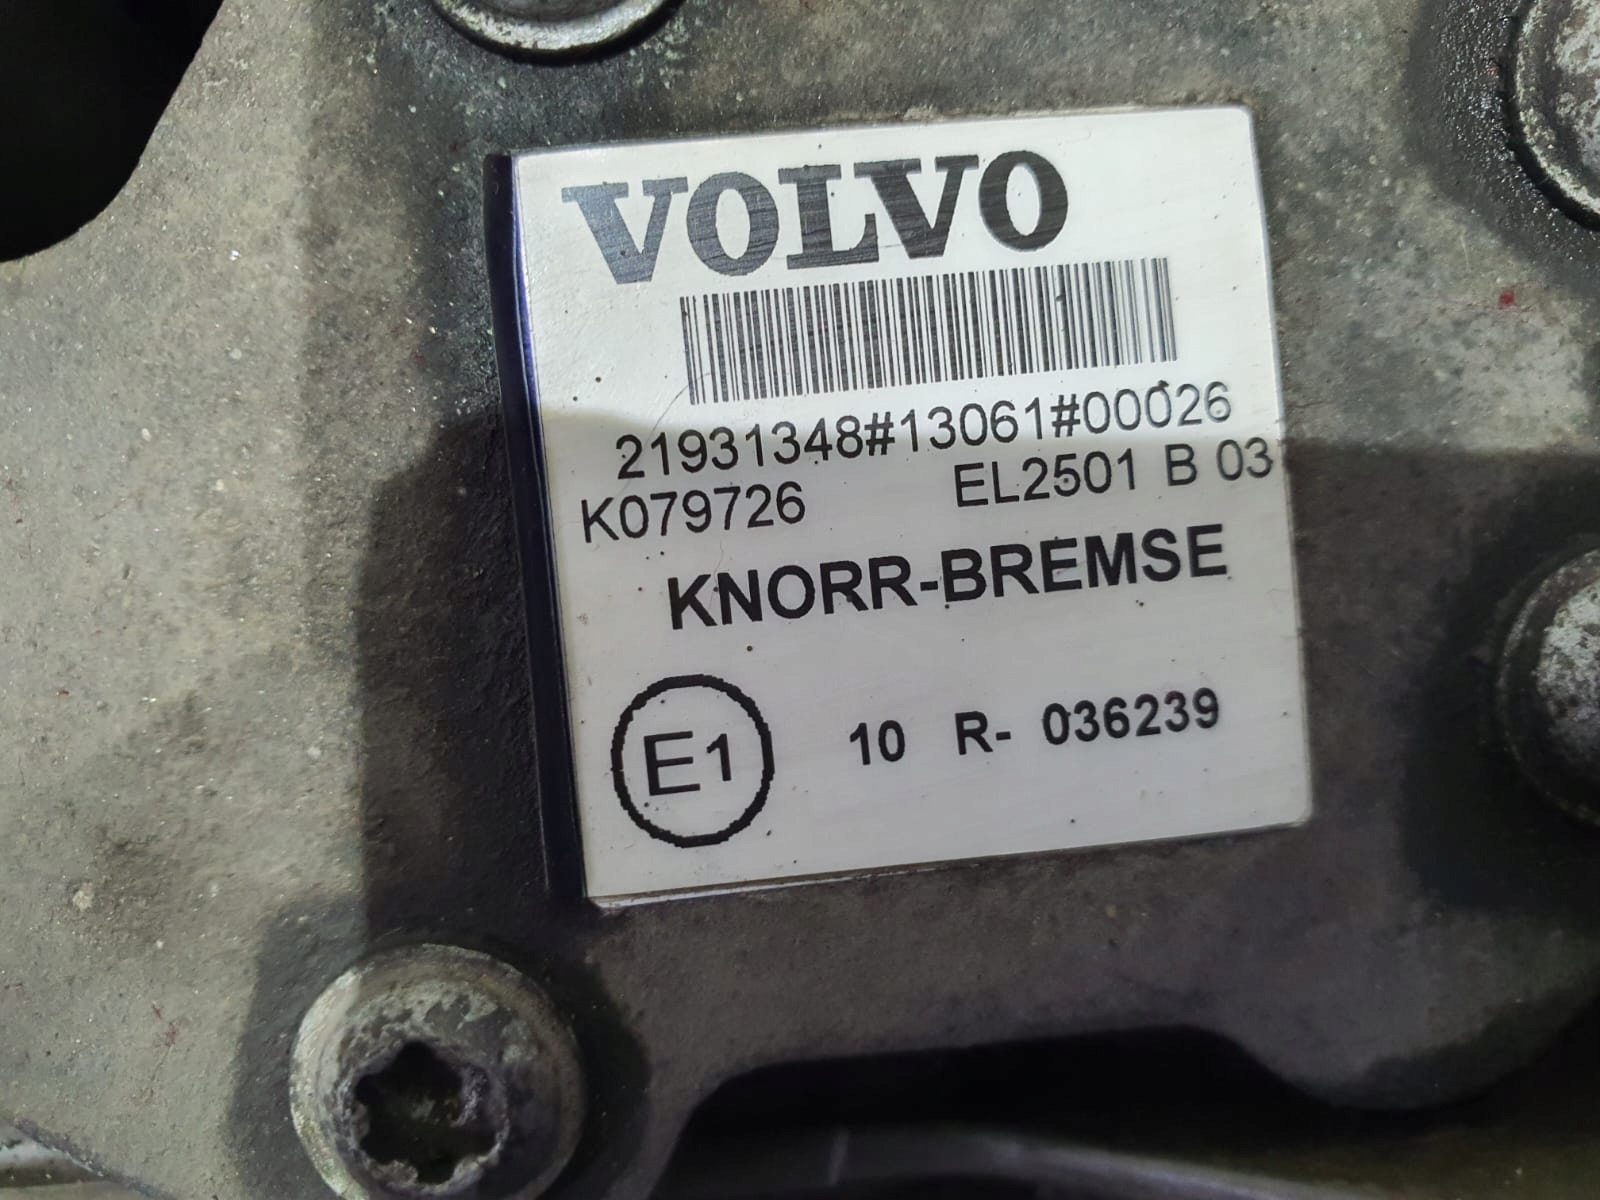 VOLVO
21931348#13061#00026
K079726 EL2501 B 03
KNORR-BREMSE
E1 10 R- 036239